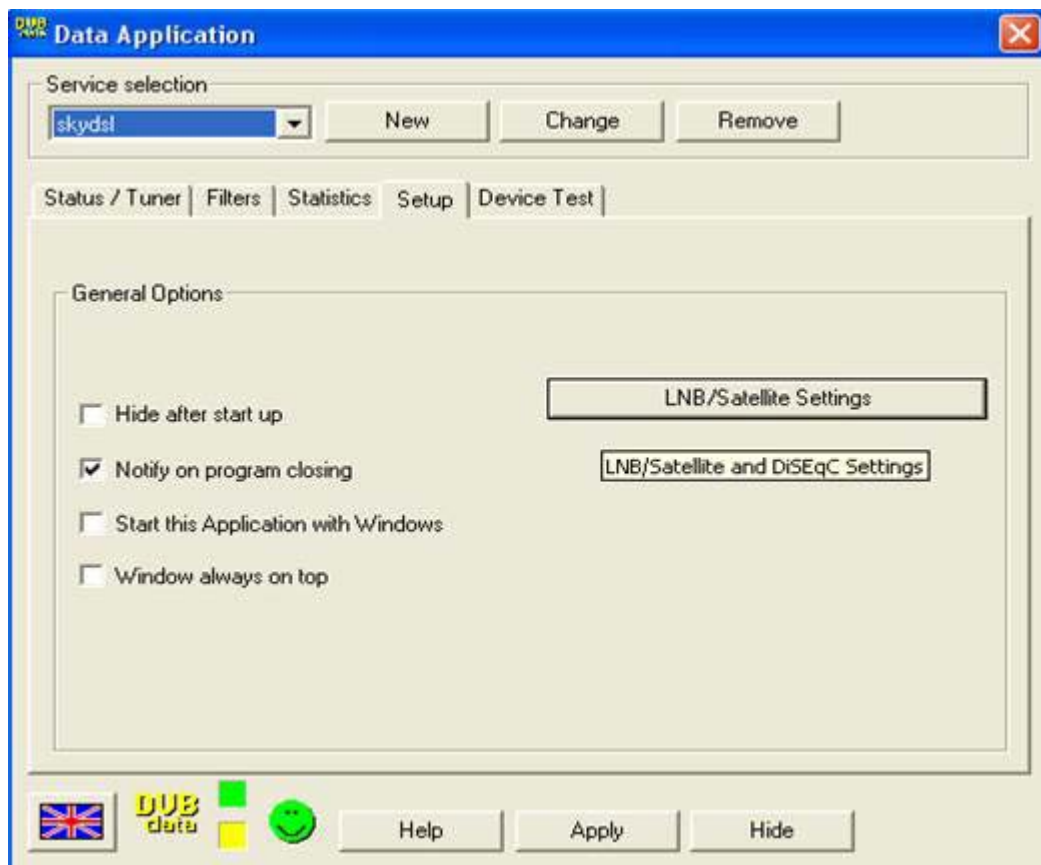 DVB data Data Application
Service selection
skydsl New Change Remove
Status / Tuner Filters Statistics Setup Device Test
General Options
Hide after start up LNB/Satellite Settings
Notify on program closing LNB/Satellite and DiSEqC Settings
Start this Application with Windows
Window always on top
DVB
data
Help Apply Hide